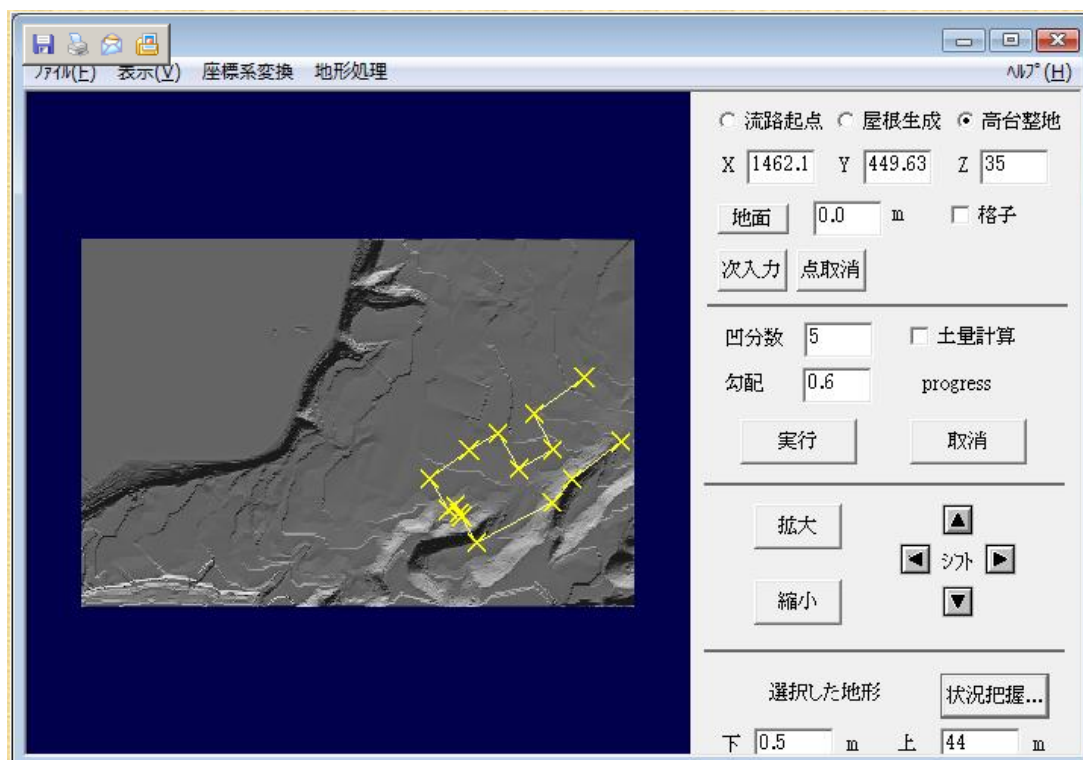 ﾌｧｲﾙ(F) 表示(V) 座標系変換 地形処理 ﾍﾙﾌﾟ(H)
流路起点 屋根生成 高台整地
X 1462.1 Y 449.63 Z 35
地面 0.0 m 格子
次入力 点取消
凹分数 5 土量計算
勾配 0.6 progress
実行 取消
拡大
ｼﾌﾄ
縮小
選択した地形 状況把握...
下 0.5 m 上 44 m